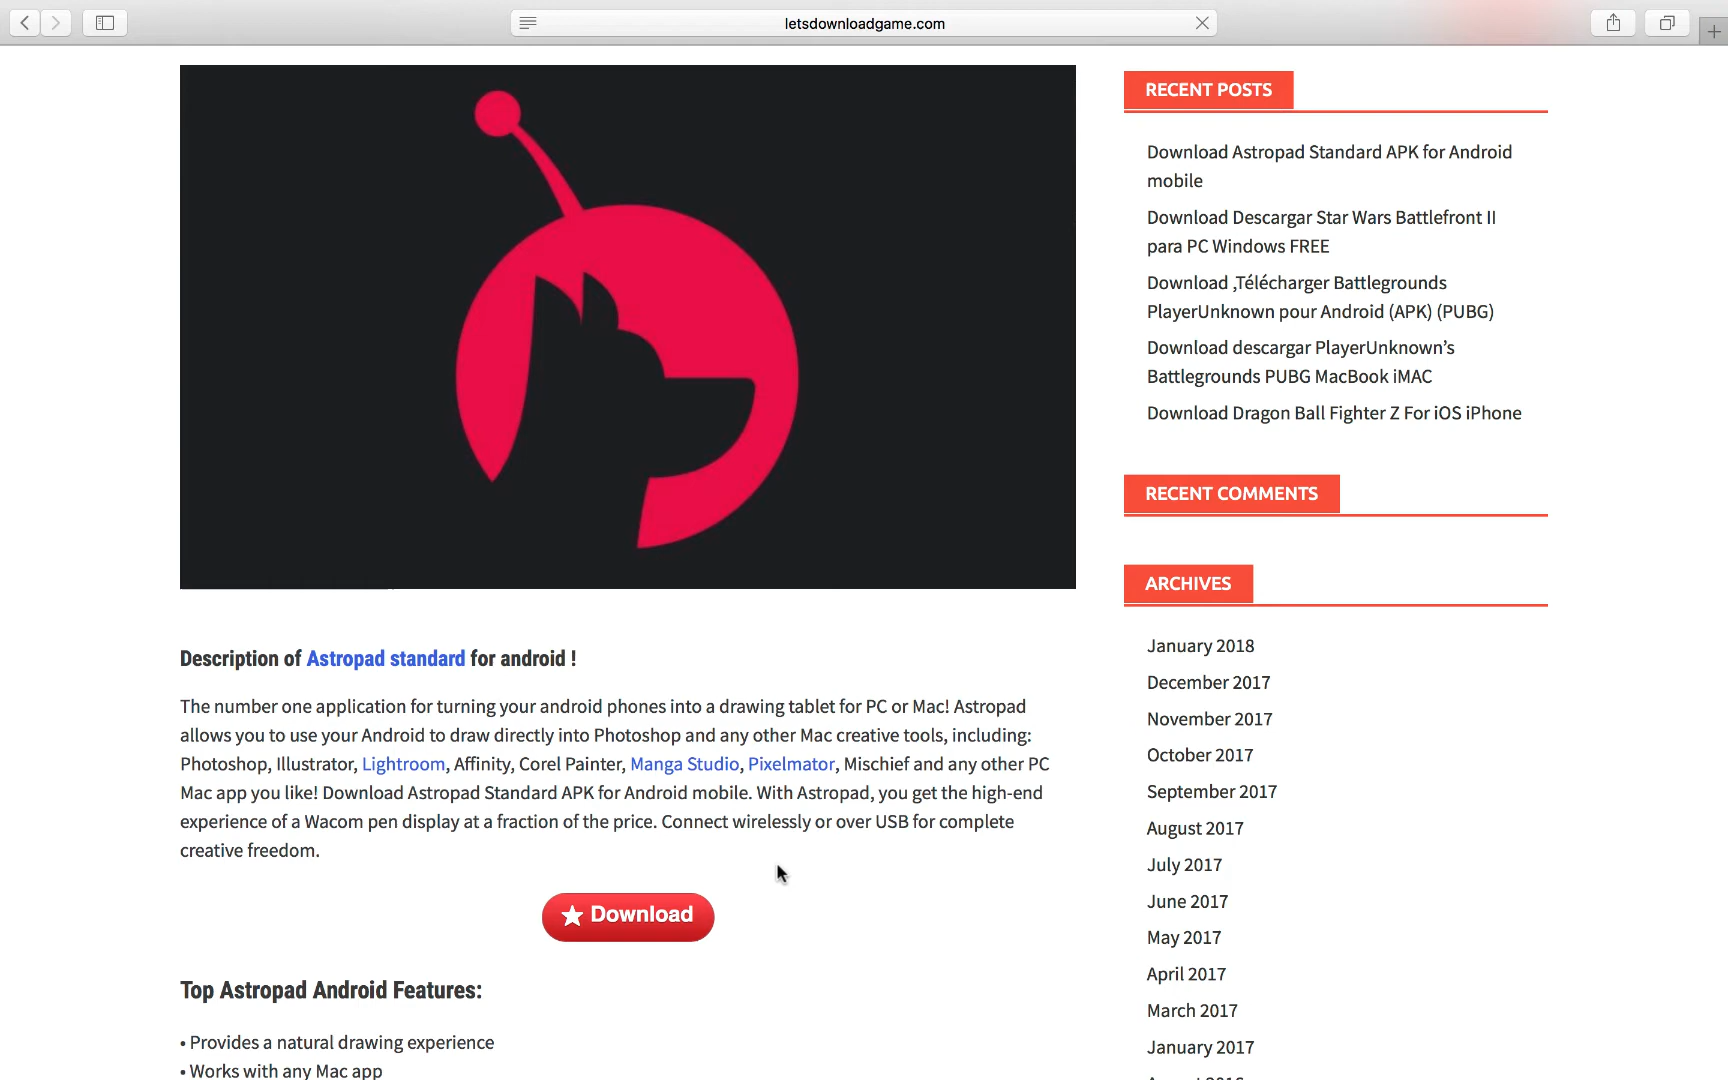 letsdownloadgame.com
RECENT POSTS
Download Astropad Standard APK for Android
mobile
Download Descargar Star Wars Battlefront II
para PC Windows FREE
Download ,Télécharger Battlegrounds
PlayerUnknown pour Android (APK) (PUBG)
Download descargar PlayerUnknown’s
Battlegrounds PUBG MacBook iMAC
Download Dragon Ball Fighter Z For iOS iPhone
RECENT COMMENTS
ARCHIVES
January 2018
December 2017
November 2017
October 2017
September 2017
August 2017
July 2017
June 2017
May 2017
April 2017
March 2017
January 2017
Description of Astropad standard for android !
The number one application for turning your android phones into a drawing tablet for PC or Mac! Astropad
allows you to use your Android to draw directly into Photoshop and any other Mac creative tools, including:
Photoshop, Illustrator, Lightroom, Affinity, Corel Painter, Manga Studio, Pixelmator, Mischief and any other PC
Mac app you like! Download Astropad Standard APK for Android mobile. With Astropad, you get the high-end
experience of a Wacom pen display at a fraction of the price. Connect wirelessly or over USB for complete
creative freedom.
Download
Top Astropad Android Features:
• Provides a natural drawing experience
• Works with any Mac app